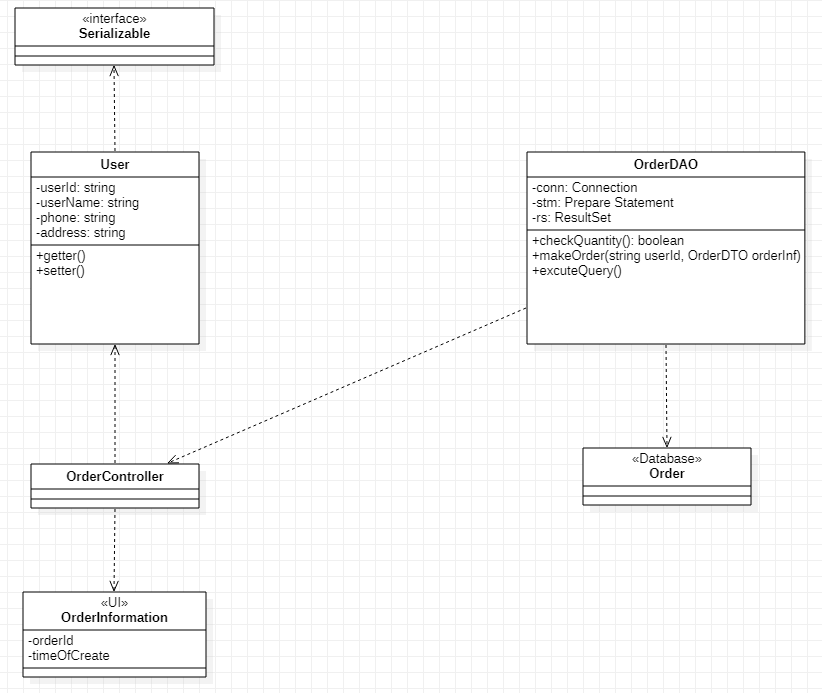 «interface»
Serializable
User
-userId: string
-userName: string
-phone: string
-address: string
+getter()
+setter()
OrderDAO
-conn: Connection
-stm: Prepare Statement
-rs: ResultSet
+checkQuantity(): boolean
+makeOrder(string userId, OrderDTO orderInf)
+excuteQuery()
OrderController
«Database»
Order
«UI»
OrderInformation
-orderId
-timeOfCreate